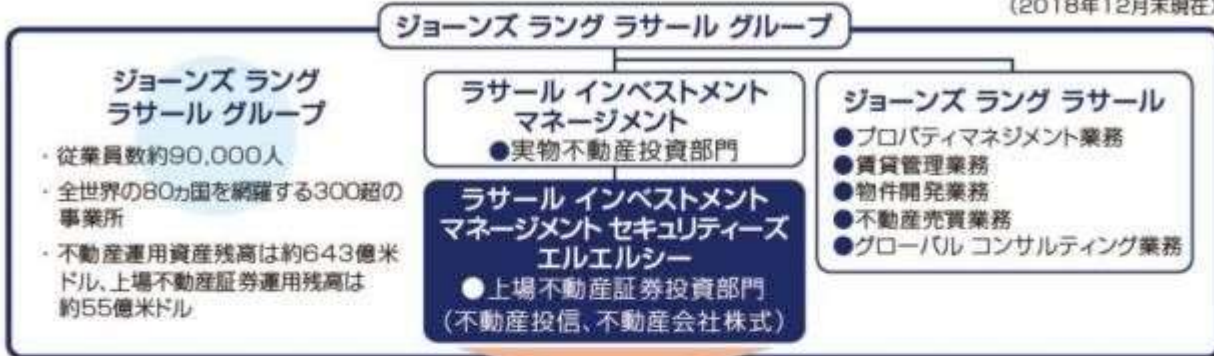 (2018年12月末現在)
ジョーンズ ラング ラサール グループ
ジョーンズ ラング
ラサール グループ
・従業員数約90,000人
・全世界の80ヵ国を網羅する300超の
事業所
・不動産運用資産残高は約643億米
ドル、上場不動産証券運用残高は
約55億米ドル
ラサール インベストメント
マネージメント
●実物不動産投資部門
ラサール インベストメント
マネージメント セキュリティーズ
エルエルシー
●上場不動産証券投資部門
(不動産投信、不動産会社株式)
ジョーンズ ラング ラサール
●プロパティマネジメント業務
●賃貸管理業務
●物件開発業務
●不動産売買業務
●グローバル コンサルティング業務